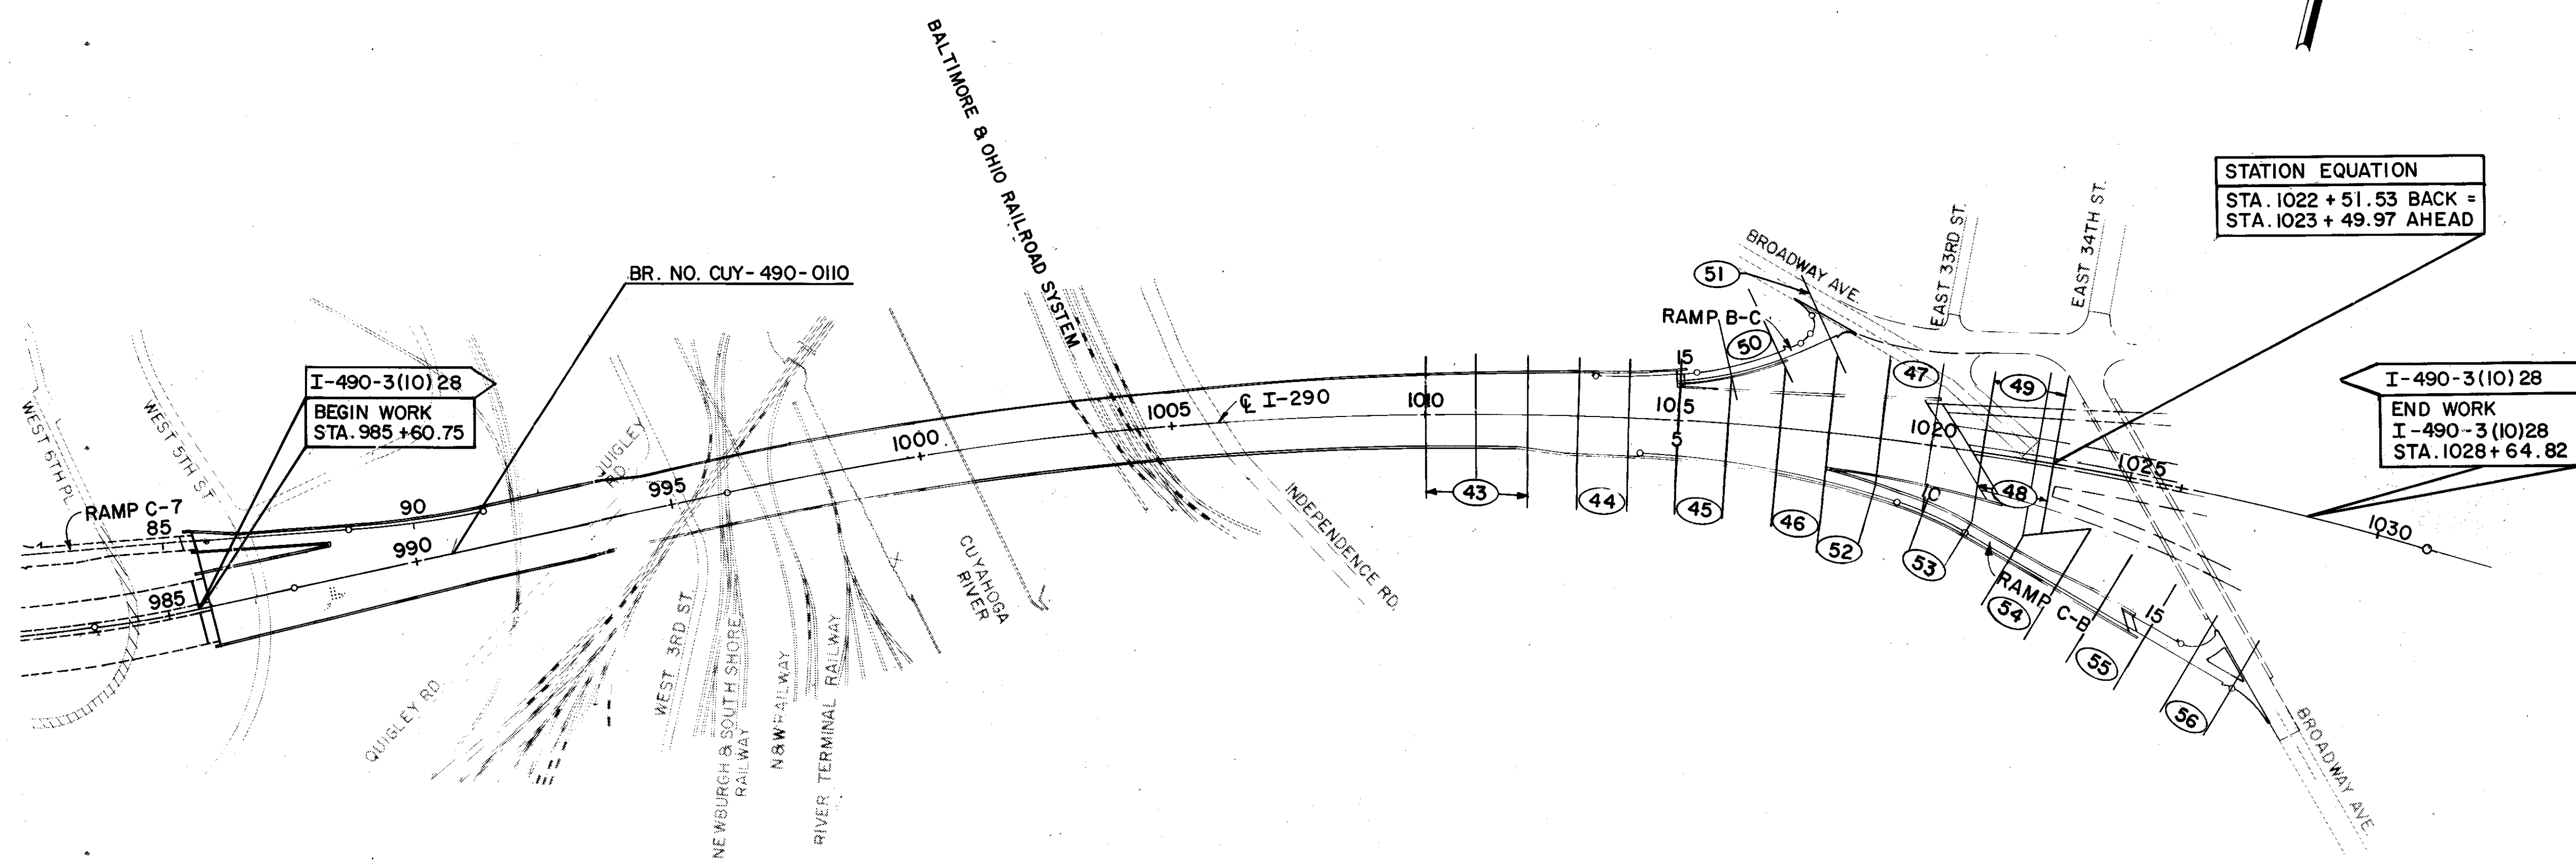 BALTIMORE & OHIO RAILROAD SYSTEM
STATION EQUATION
STA. 1022 + 51.53 BACK =
STA. 1023 + 49.97 AHEAD
BR. NO. CUY-490-0110
BROADWAY AVE.
EAST 33RD ST.
EAST 34TH ST.
51
RAMP B-C
50
I-490-3(10)28
BEGIN WORK
STA. 985+60.75
I-490-3(10)28
END WORK
I-490-3(10)28
STA. 1028+64.82
WEST 6TH PL.
WEST 5TH ST
RAMP C-7
85
90
985
990
QUIGLEY
RD.
995
1000
1005
℄ I-290
1010
15
1015
5
47
49
1020
10
1025
1030
43
44
45
46
52
53
48
54
RAMP C-B
15
55
56
QUIGLEY RD.
WEST 3RD ST.
NEWBURGH & SOUTH SHORE
RAILWAY
N&W RAILWAY
RIVER TERMINAL RAILWAY
CUYAHOGA
RIVER
INDEPENDENCE RD.
BROADWAY AVE.